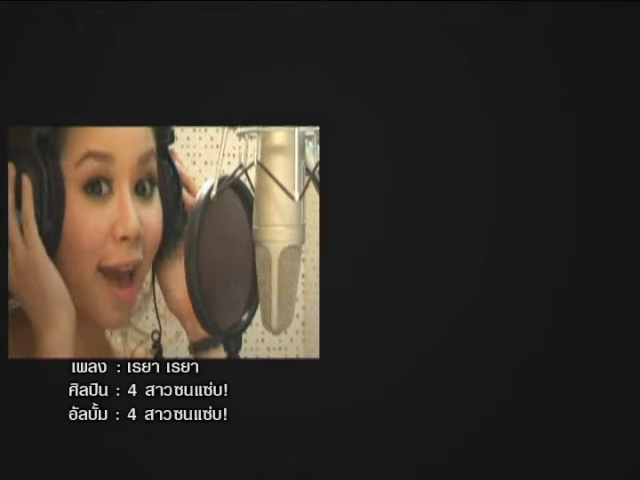 เพลง : เรยา เรยา
ศิลปิน : 4 สาวซนแซ่บ!
อัลบั้ม : 4 สาวซนแซ่บ!